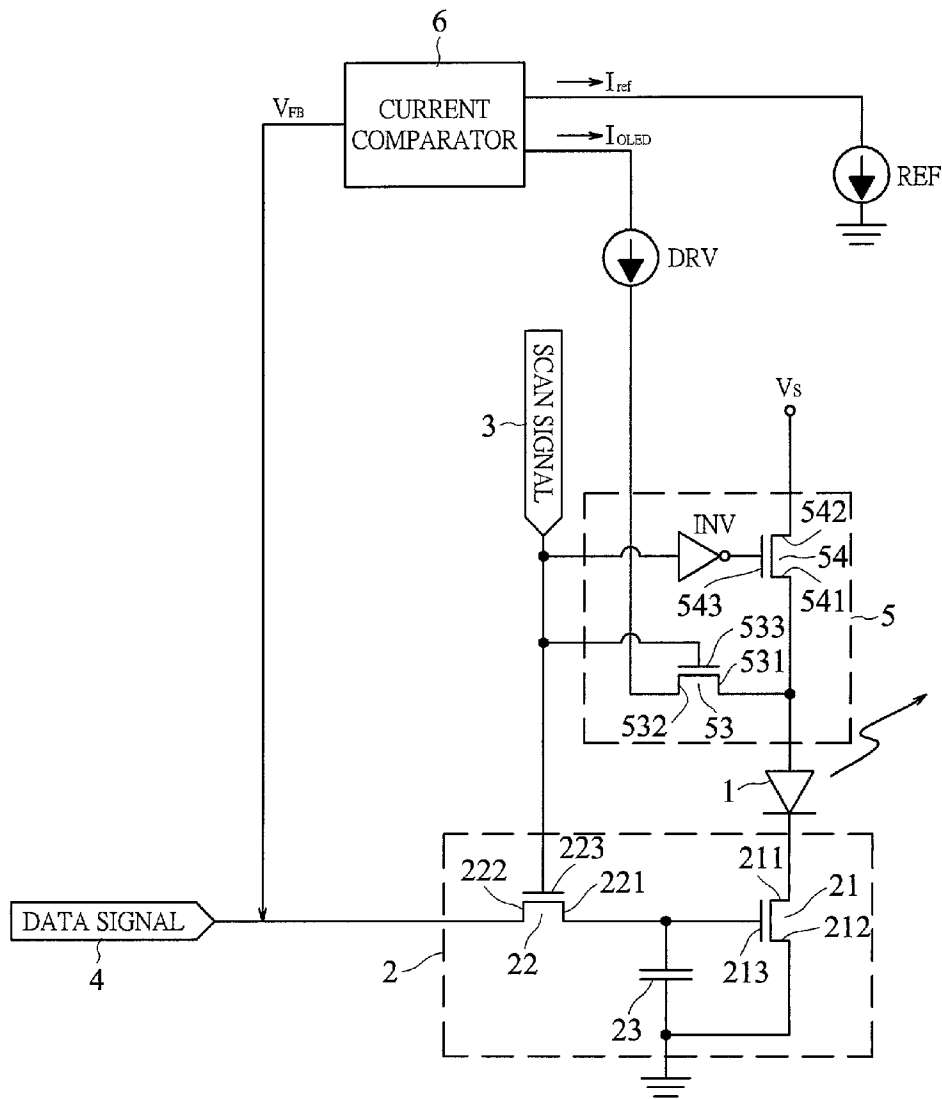 6
CURRENT
COMPARATOR
VFB
Iref
IOLED
REF
DRV
SCAN SIGNAL
3
VS
INV
542
54
541
543
5
533
531
532
53
1
223
222
221
22
211
21
212
213
2
23
DATA SIGNAL
4